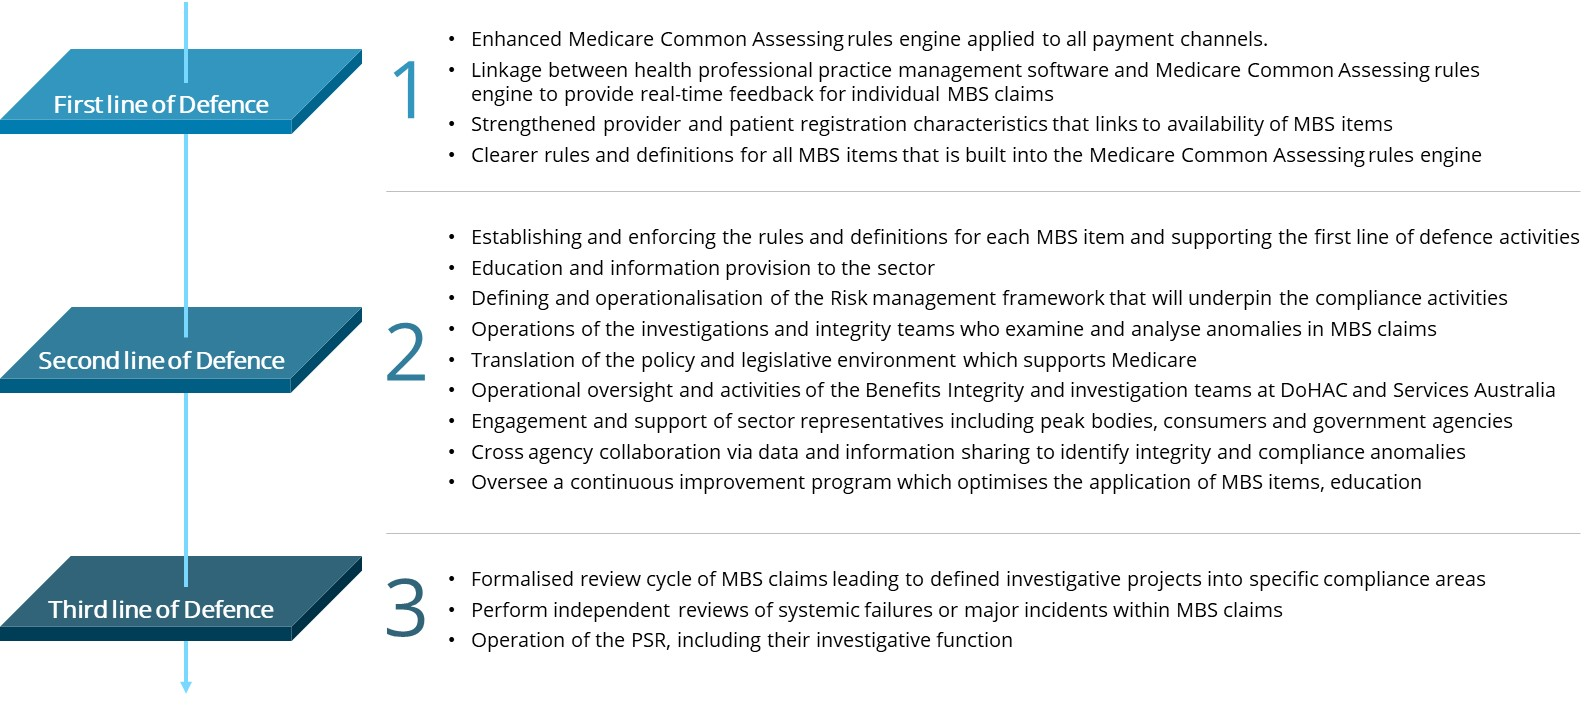 First line of Defence
1
• Enhanced Medicare Common Assessing rules engine applied to all payment channels.
• Linkage between health professional practice management software and Medicare Common Assessing rules
engine to provide real-time feedback for individual MBS claims
• Strengthened provider and patient registration characteristics that links to availability of MBS items
• Clearer rules and definitions for all MBS items that is built into the Medicare Common Assessing rules engine
Second line of Defence
2
• Establishing and enforcing the rules and definitions for each MBS item and supporting the first line of defence activities
• Education and information provision to the sector
• Defining and operationalisation of the Risk management framework that will underpin the compliance activities
• Operations of the investigations and integrity teams who examine and analyse anomalies in MBS claims
• Translation of the policy and legislative environment which supports Medicare
• Operational oversight and activities of the Benefits Integrity and investigation teams at DoHAC and Services Australia
• Engagement and support of sector representatives including peak bodies, consumers and government agencies
• Cross agency collaboration via data and information sharing to identify integrity and compliance anomalies
• Oversee a continuous improvement program which optimises the application of MBS items, education
Third line of Defence
3
• Formalised review cycle of MBS claims leading to defined investigative projects into specific compliance areas
• Perform independent reviews of systemic failures or major incidents within MBS claims
• Operation of the PSR, including their investigative function